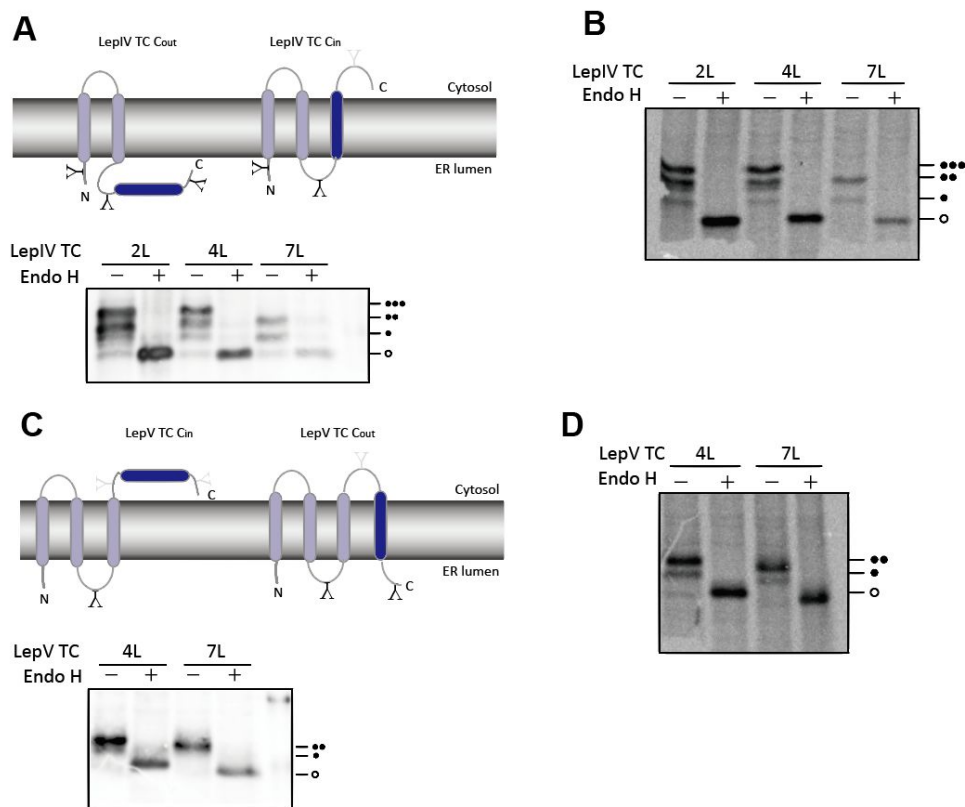 A
LepIV TC Cout
LepIV TC Cin
C
Cytosol
ER lumen
N
C
N
LepIV TC
2L 4L 7L
Endo H
− + − + − +
B
LepIV TC
2L 4L 7L
Endo H
− + − + − +
C
LepV TC Cin
LepV TC Cout
C
Cytosol
ER lumen
N
N
C
LepV TC
4L 7L
Endo H
− + − +
D
LepV TC
4L 7L
Endo H
− + − +